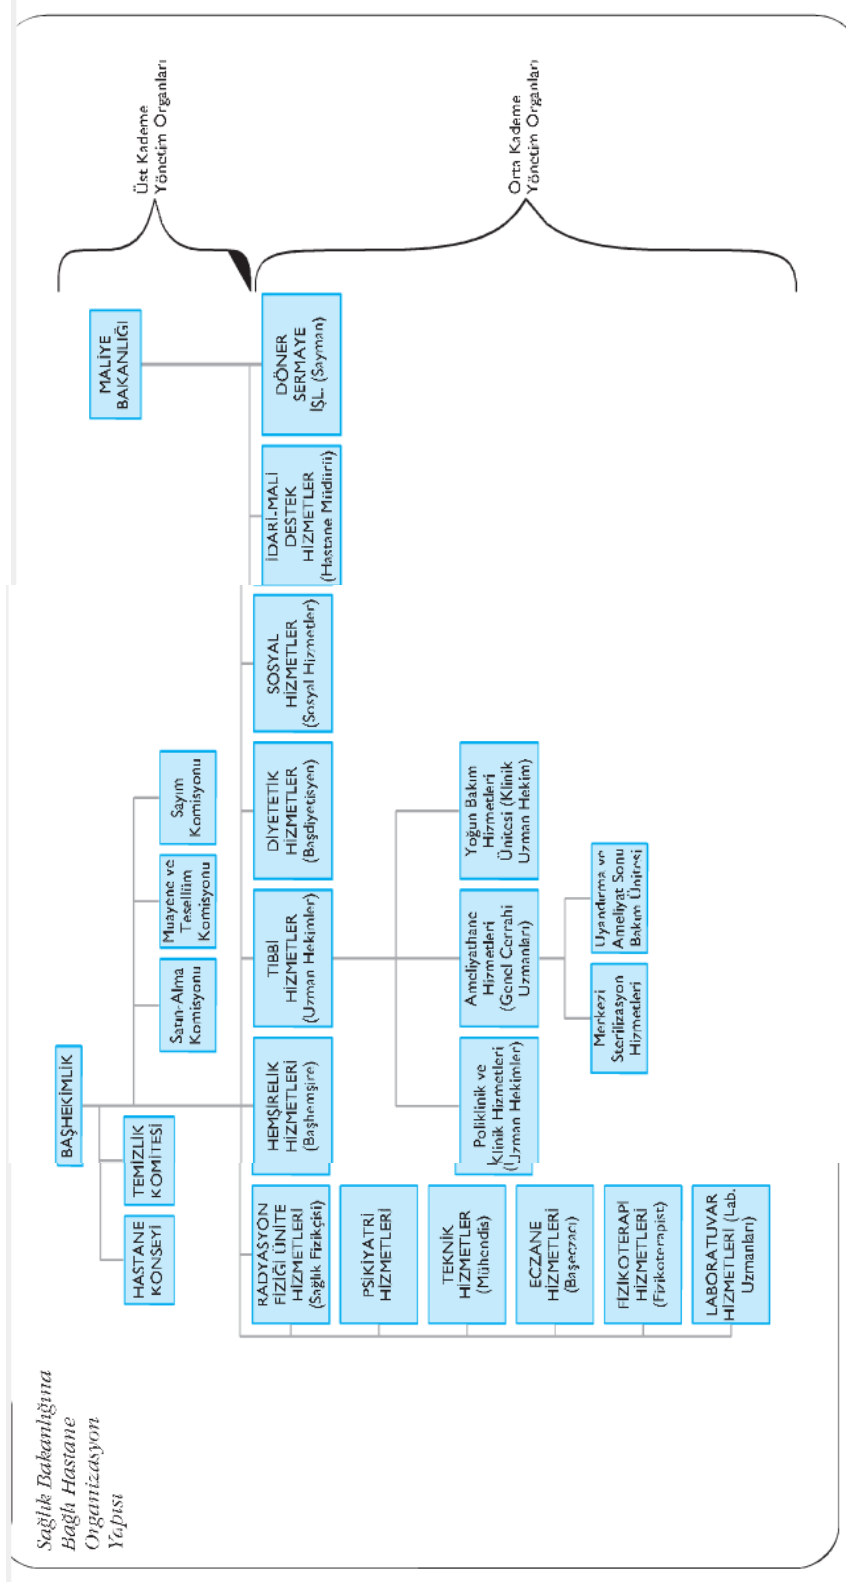 Sağlık Bakanlığına
Bağlı Hastane
Organizasyon
Yapısı
BAŞHEKİMLİK
MALİYE
BAKANLIĞI
HASTANE
KONSEYİ
TEMİZLİK
KOMİTESİ
Satın-Alma
Komisyonu
Muayene ve
Tesellüm
Komisyonu
Sayım
Komisyonu
Üst Kademe
Yönetim Organları
RADYASYON
FİZİĞİ ÜNİTE
HİZMETLERİ
(Sağlık Fizikçisi)
HEMŞİRELİK
HİZMETLERİ
(Başhemşire)
TIBBİ
HİZMETLER
(Uzman Hekimler)
DİYETETİK
HİZMETLER
(Başdiyetisyen)
SOSYAL
HİZMETLER
(Sosyal Hizmetler)
İDARİ-MALİ
DESTEK
HİZMETLER
(Hastane Müdürü)
DÖNER
SERMAYE
İŞL. (Sayman)
PSİKİYATRİ
HİZMETLERİ
TEKNİK
HİZMETLER
(Mühendis)
ECZANE
HİZMETLERİ
(Başeczacı)
FİZİKOTERAPİ
HİZMETLERİ
(Fizikoterapist)
LABORATUVAR
HİZMETLERİ (Lab.
Uzmanları)
Poliklinik ve
Klinik Hizmetleri
(Uzman Hekimler)
Ameliyathane
Hizmetleri
(Genel Cerrahi
Uzmanları)
Yoğun Bakım
Hizmetleri
Ünitesi (Klinik
Uzman Hekim)
Merkezi
Sterilizasyon
Hizmetleri
Uyandırma ve
Ameliyat Sonu
Bakım Ünitesi
Orta Kademe
Yönetim Organları